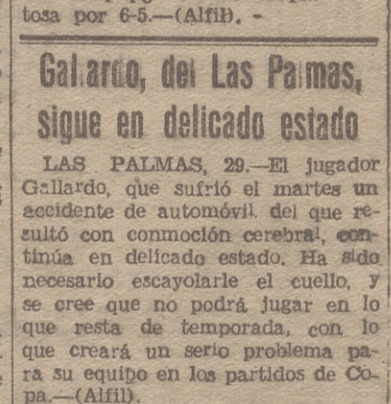 tosa por 6-5.—(Alfil). -
Gallardo, del Las Palmas,
sigue en delicado estado
LAS PALMAS, 29.—El jugador
Gallardo, que sufrió el martes un
accidente de automóvil del que re-
sultó con conmoción cerebral, con-
tinúa en delicado estado. Ha sido
necesario escayolarle el cuello, y
se cree que no podrá jugar en lo
que resta de temporada, con lo
que creará un serio problema pa-
ra su equipo en los partidos de Co-
pa.—(Alfil).